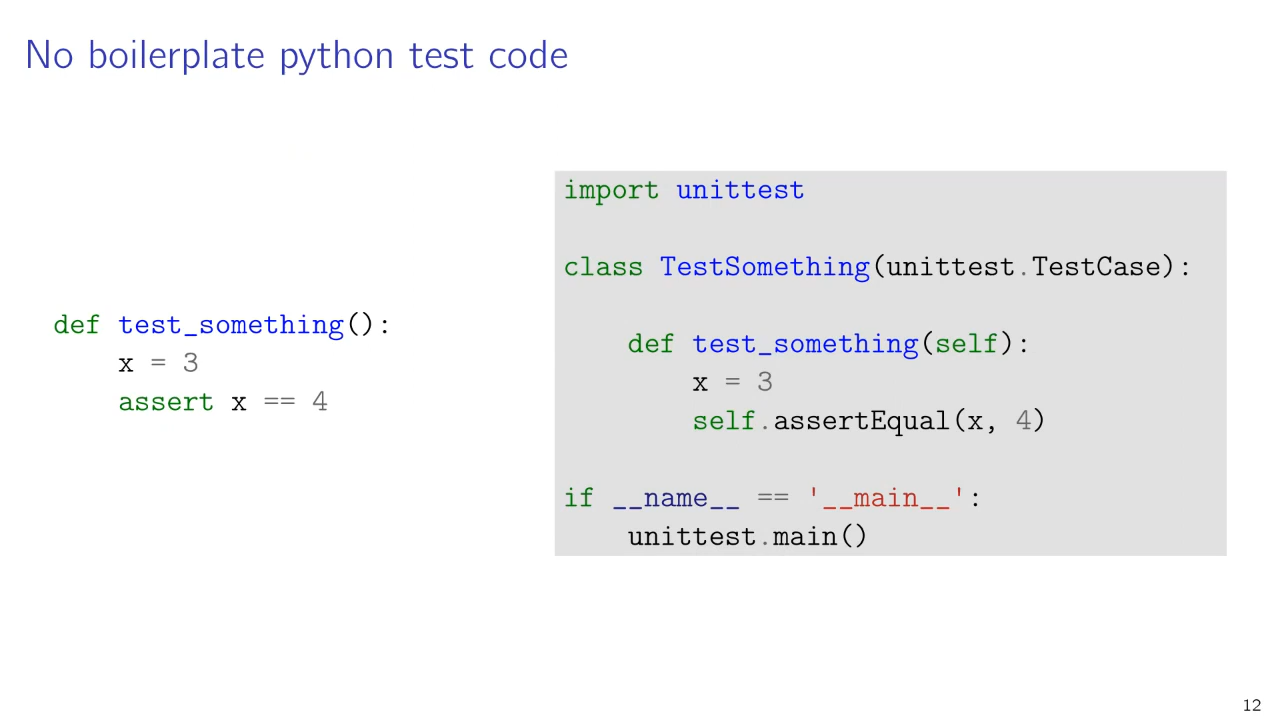 No boilerplate python test code
def test_something():
    x = 3
    assert x == 4
import unittest
class TestSomething(unittest.TestCase):
    def test_something(self):
        x = 3
        self.assertEqual(x, 4)
if __name__ == '__main__':
    unittest.main()
12